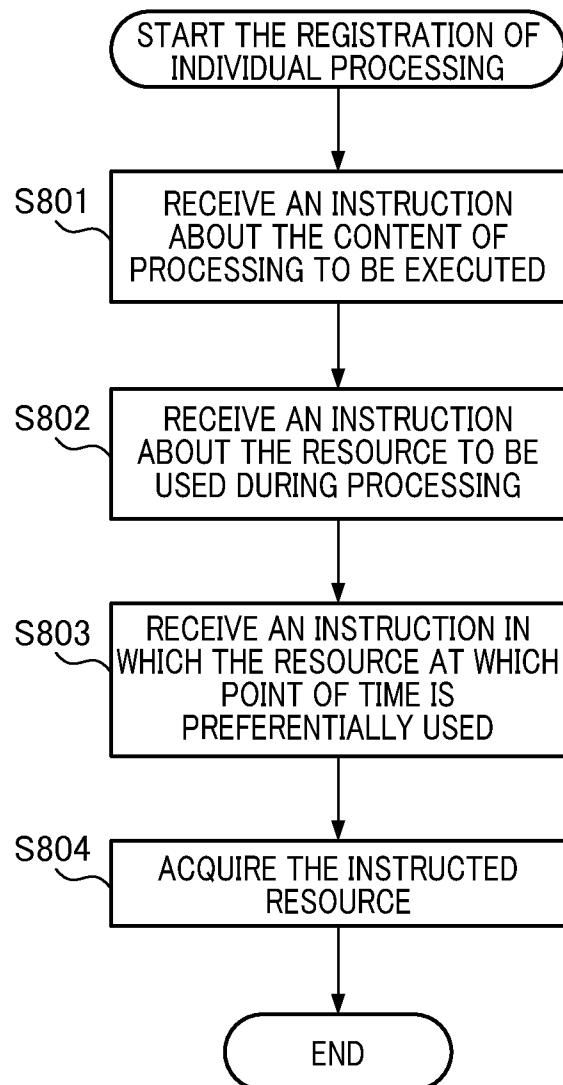 START THE REGISTRATION OF
INDIVIDUAL PROCESSING
S801
RECEIVE AN INSTRUCTION
ABOUT THE CONTENT OF
PROCESSING TO BE EXECUTED
S802
RECEIVE AN INSTRUCTION
ABOUT THE RESOURCE TO BE
USED DURING PROCESSING
S803
RECEIVE AN INSTRUCTION IN
WHICH THE RESOURCE AT WHICH
POINT OF TIME IS
PREFERENTIALLY USED
S804
ACQUIRE THE INSTRUCTED
RESOURCE
END